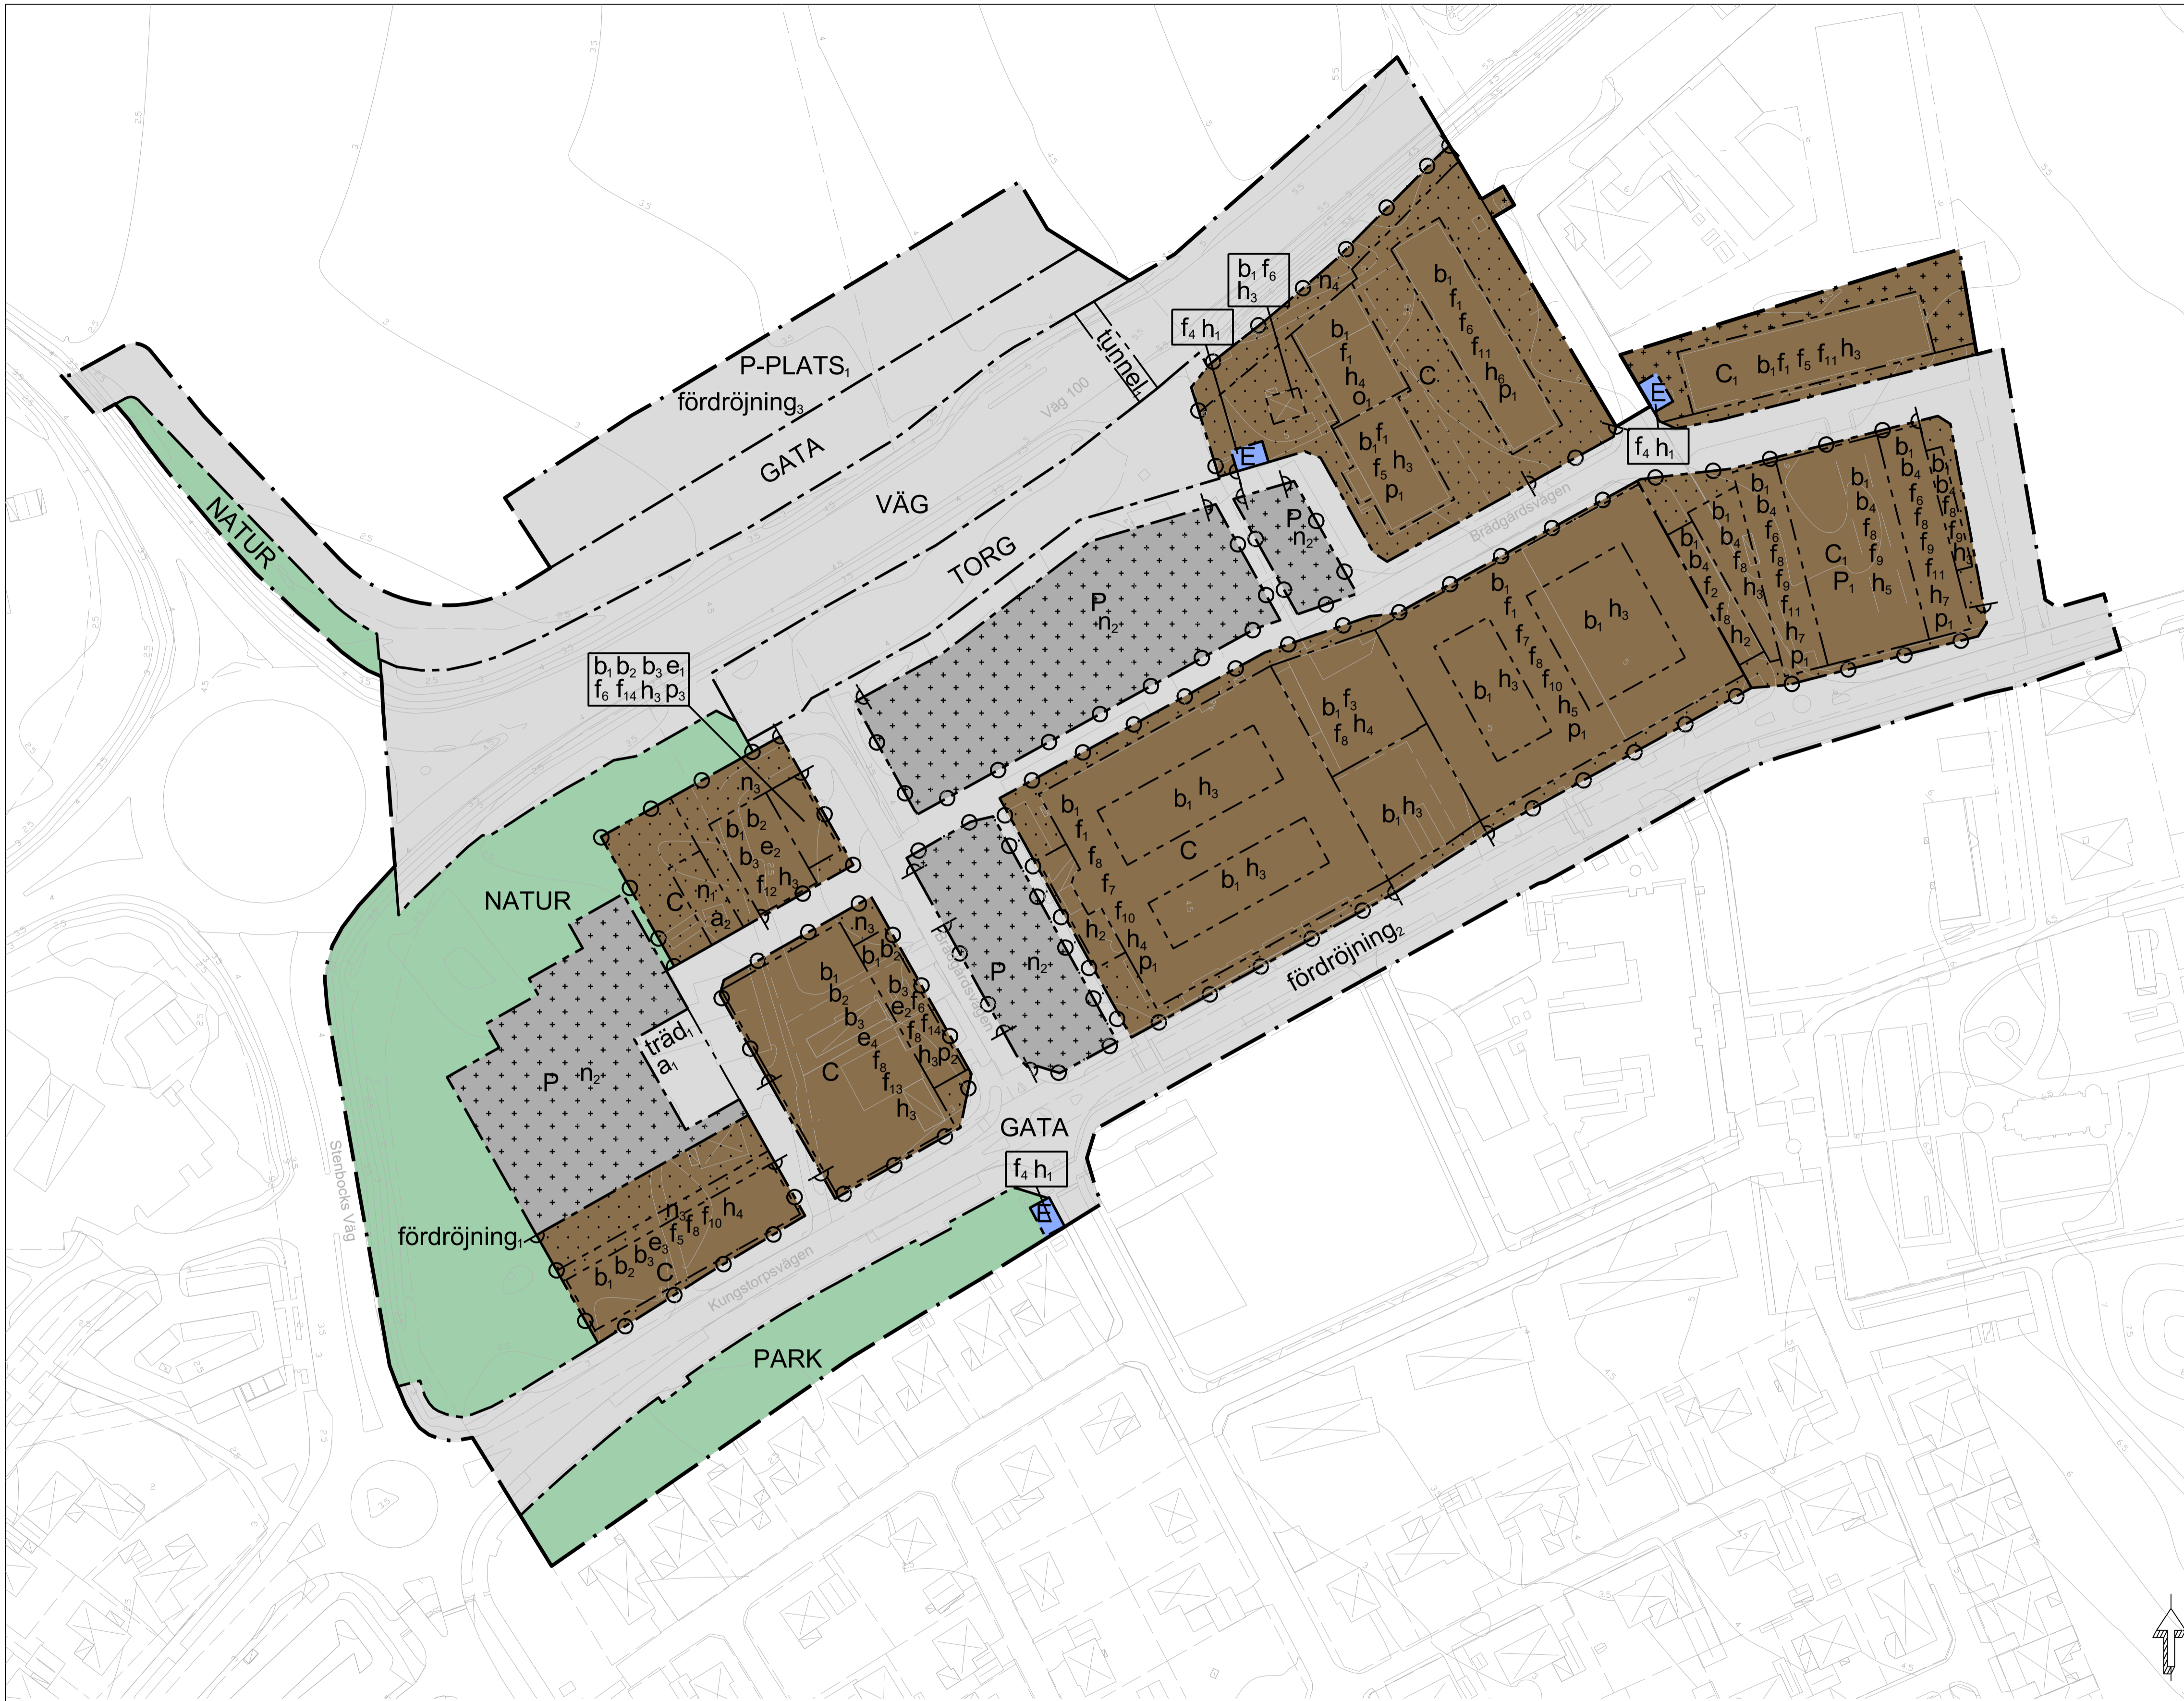 P-PLATS₁
fördröjning₃
GATA
VÄG
TORG
tunnel₁
Väg 100
NATUR
b₁ f₆
h₃
f₄ h₁
n₄
b₁
f₁
h₄
o₁
C
b₁
f₁
f₆
f₁₁
h₆
p₁
b₁ f₁
f₅ h₃
p₁
E
E
f₄ h₁
C₁ b₁ f₁ f₅ f₁₁ h₃
Brädgårdsvägen
P
n₂
P
n₂
b₁ b₂ b₃ e₁
f₆ f₁₄ h₃ p₃
b₁
f₁
f₇
f₈
f₁₀
h₅
p₁
b₁ h₃
b₁ h₃
b₁
b₄
f₂
f₈
h₂
b₁
b₄
f₈
h₃
b₁
b₄
f₆
f₈
f₉
f₁₁
h₇
p₁
C₁
P₁
b₁
b₄
f₈
f₉
h₅
b₁
b₄
f₆
f₈
f₉
f₁₁
h₇
p₁
b₁
b₄
f₈
f₉
h₃
b₁ f₃
f₈ h₄
b₁ h₃
b₁ h₃
C
b₁ h₃
b₁
f₁
f₈
f₇
f₁₀
h₂
h₄
p₁
n₃
b₁ b₂
b₃ e₂
f₁₂ h₃
C
n₁
a₂
NATUR
n₃
b₁ b₂
b₃
e₂ f₆
f₈ f₁₄
h₃ p₂
b₁
b₂
b₃
e₄
f₈
f₁₃
h₃
C
Brädgårdsvägen
P n₂
fördröjning₂
träd₁
a₁
P n₂
GATA
f₄ h₁
E
fördröjning₁
n₃
b₁ b₂ b₃ e₃ f₅ f₈ f₁₀ h₄
C
Stenbocks Väg
Kungstorpsvägen
PARK